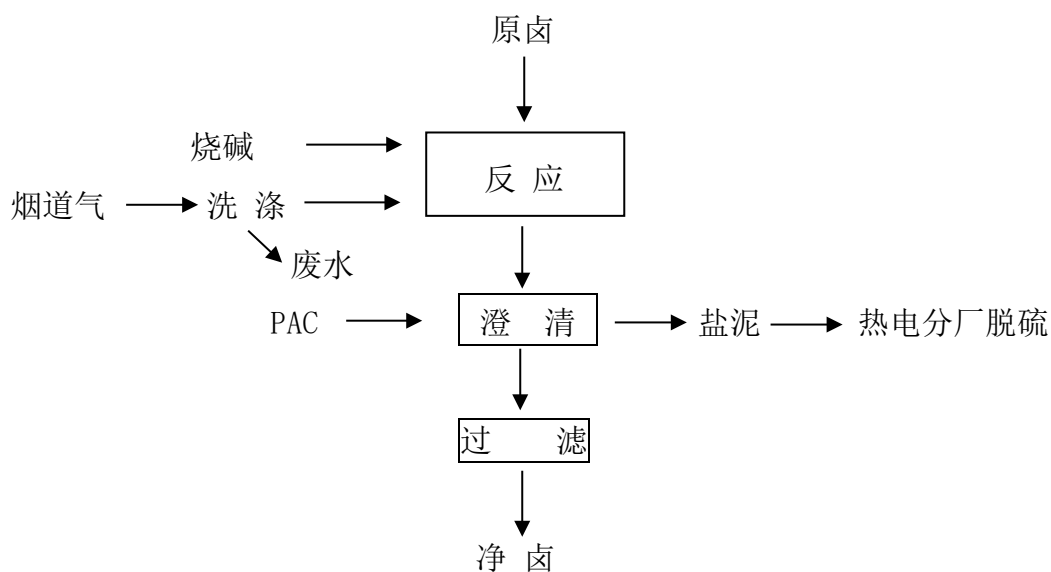 原卤
烧碱
反 应
烟道气
洗 涤
废水
PAC
澄 清
盐泥
热电分厂脱硫
过 滤
净 卤